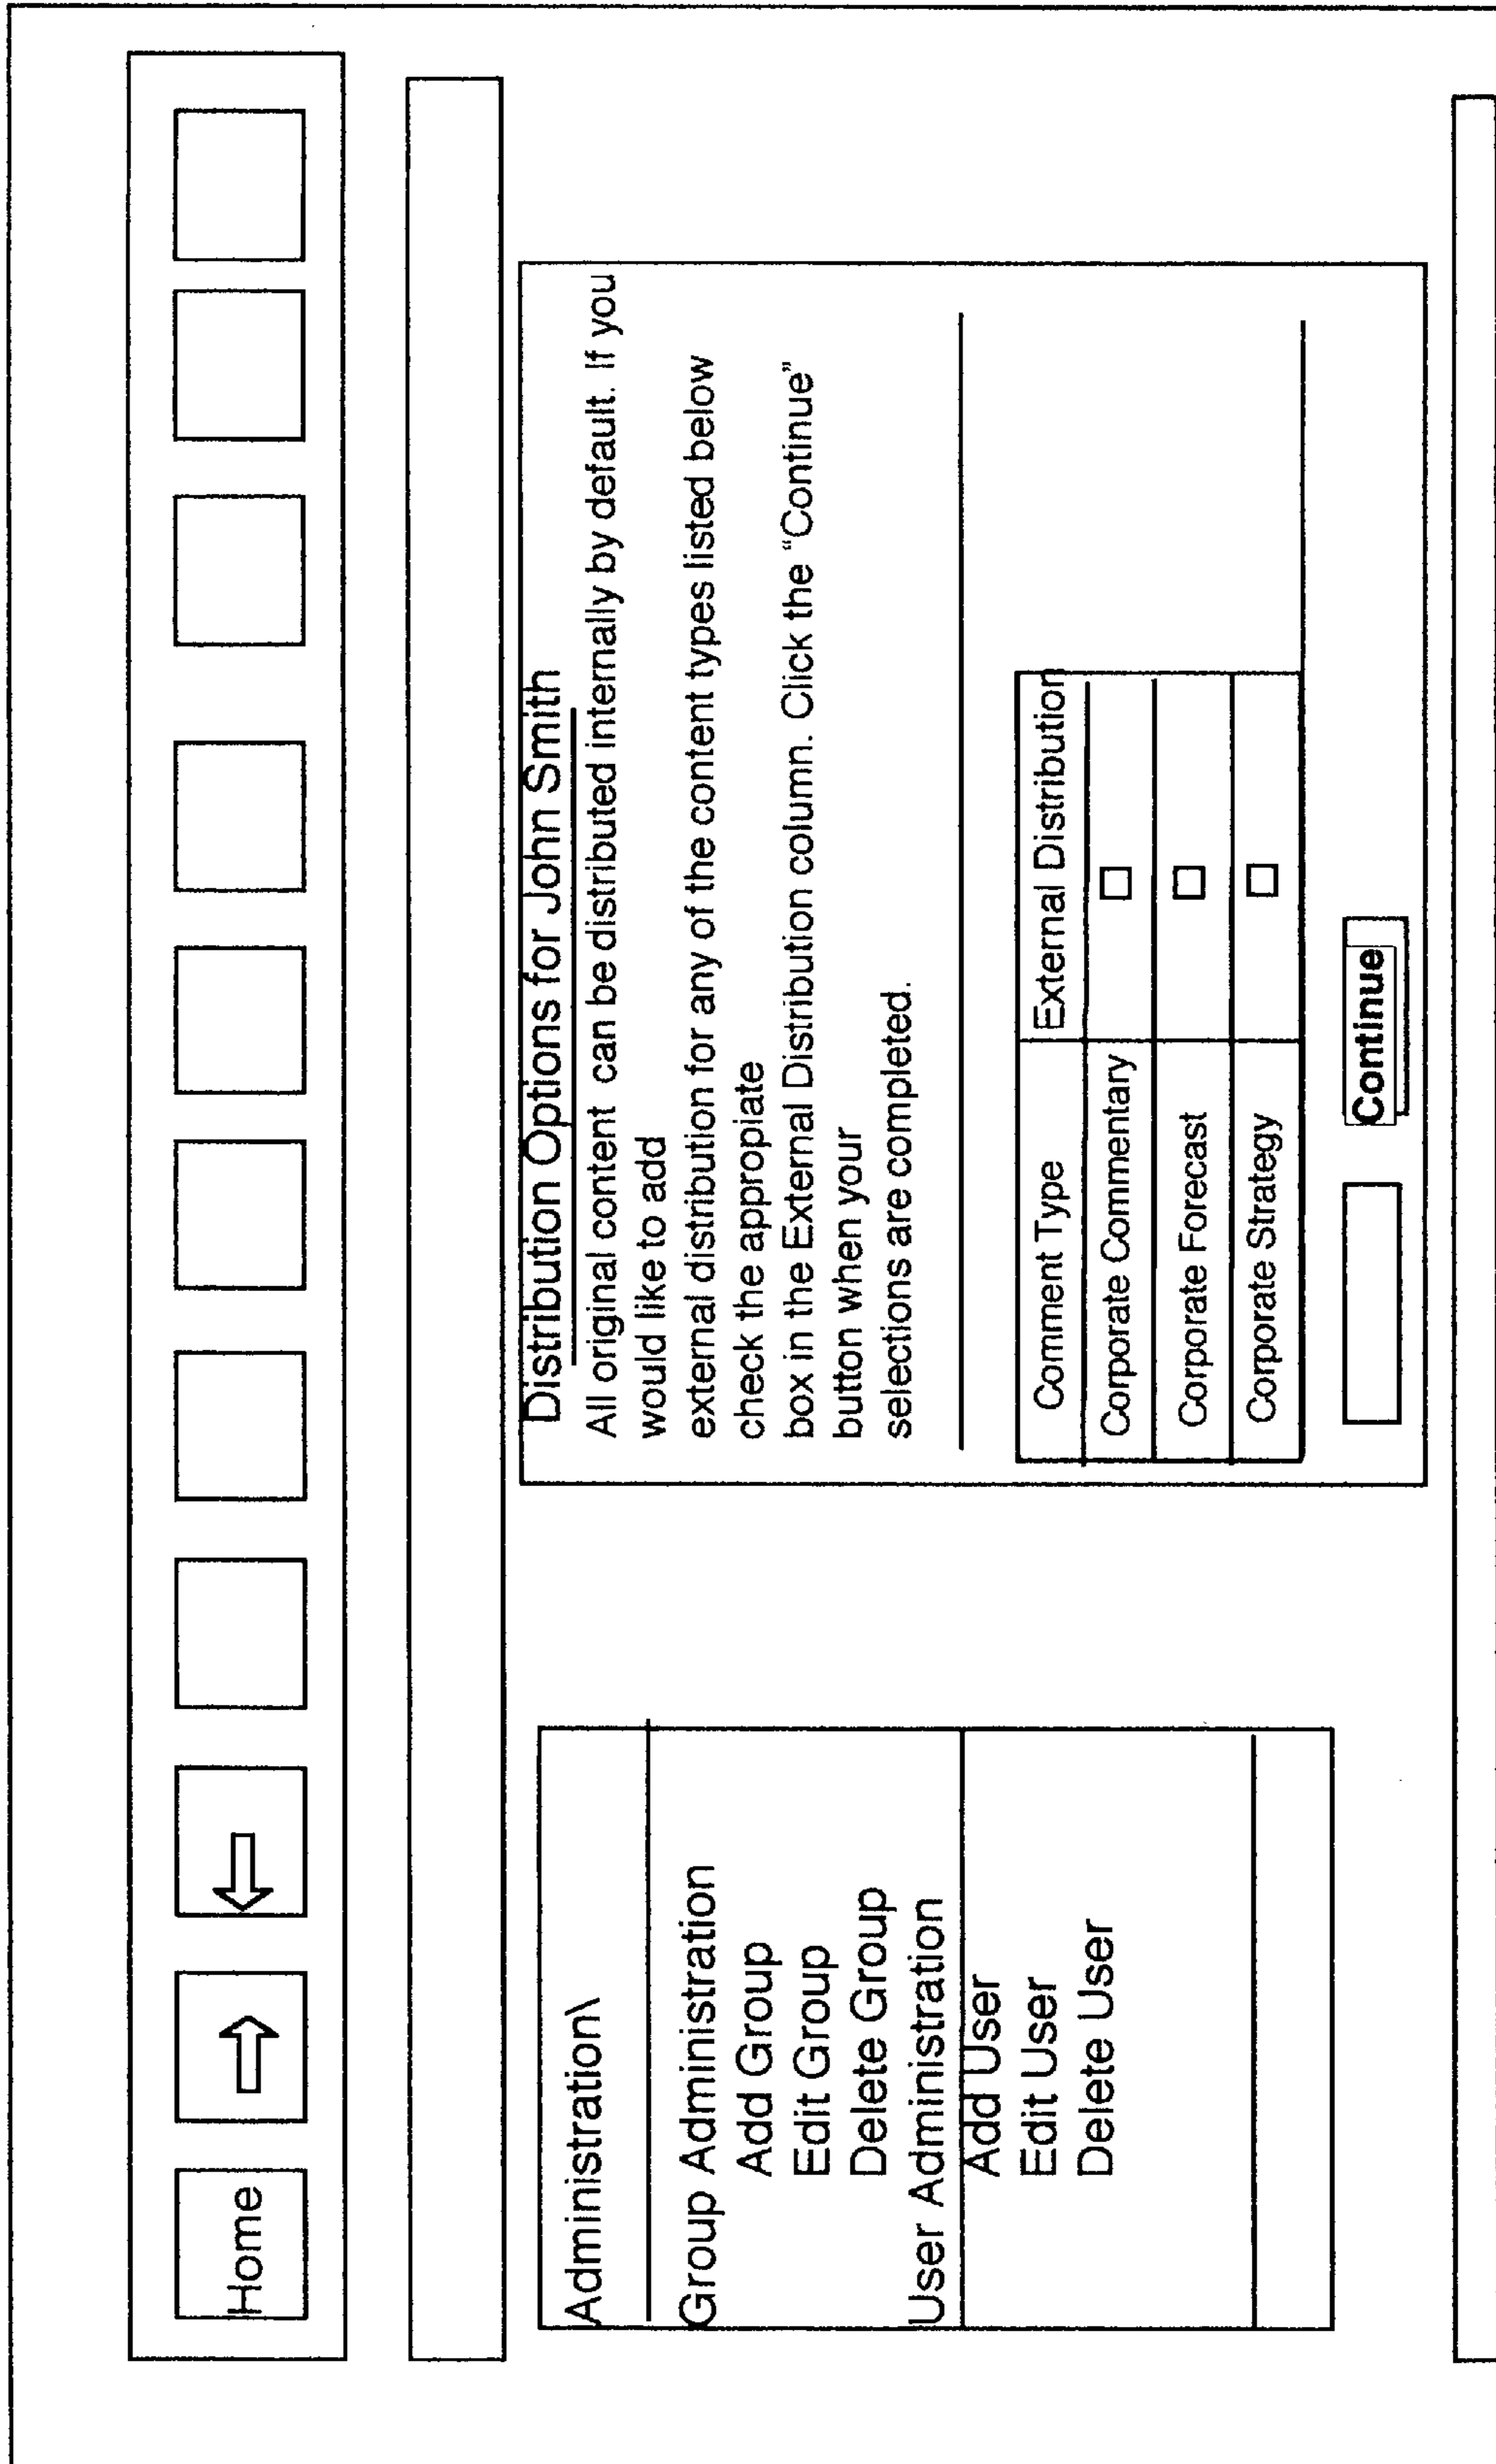 Home
Administration\
Group Administration
Add Group
Edit Group
Delete Group
User Administration
Add User
Edit User
Delete User
Distribution Options for John Smith
All original content can be distributed internally by default. If you
would like to add
external distribution for any of the content types listed below
check the appropiate
box in the External Distribution column. Click the “Continue”
button when your
selections are completed.
Comment Type External Distribution
Corporate Commentary
Corporate Forecast
Corporate Strategy
Continue